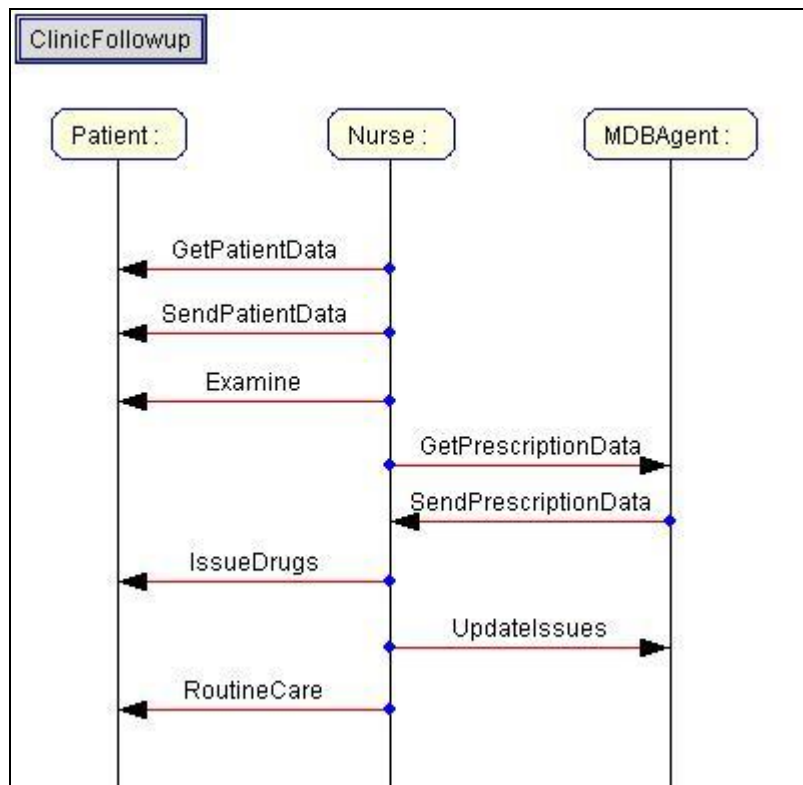 ClinicFollowup
Patient : Nurse : MDBAgent :
GetPatientData
SendPatientData
Examine
GetPrescriptionData
SendPrescriptionData
IssueDrugs
UpdateIssues
RoutineCare